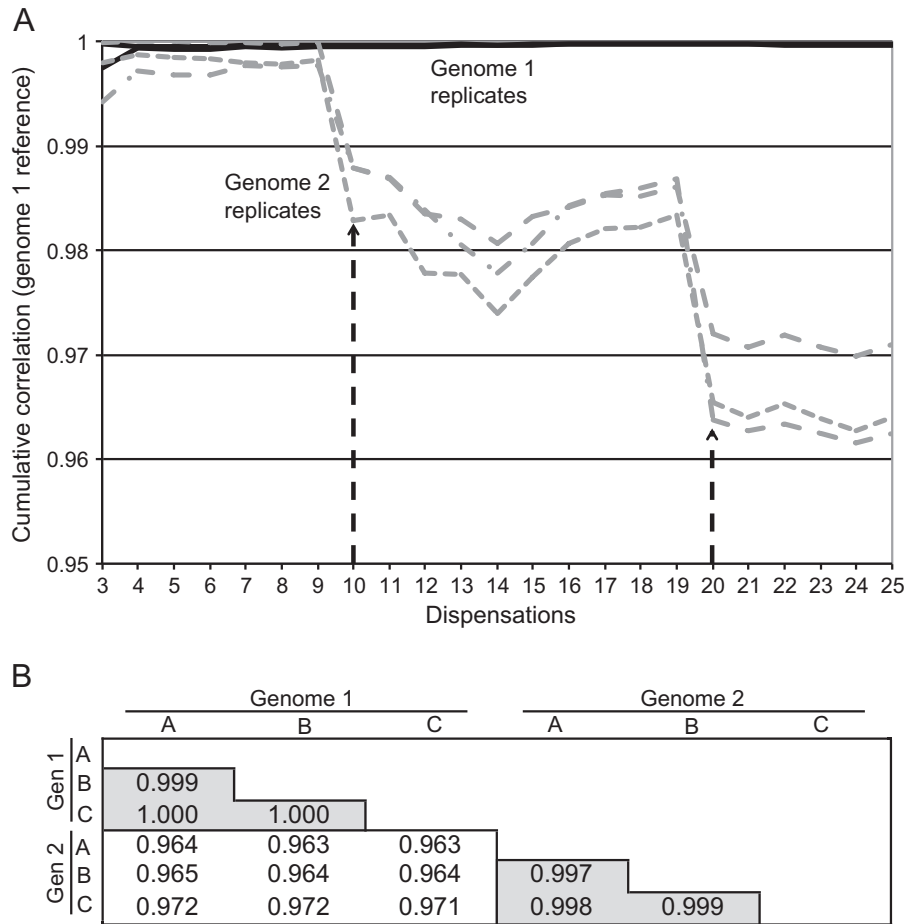 A
Cumulative correlation (genome 1 reference)
1
0.99
0.98
0.97
0.96
0.95
Genome 1
replicates
Genome 2
replicates
3 4 5 6 7 8 9 10 11 12 13 14 15 16 17 18 19 20 21 22 23 24 25
Dispensations
B
Genome 1 Genome 2
A B C A B C
Gen 1
A
B 0.999
C 1.000 1.000
Gen 2
A 0.964 0.963 0.963
B 0.965 0.964 0.964 0.997
C 0.972 0.972 0.971 0.998 0.999